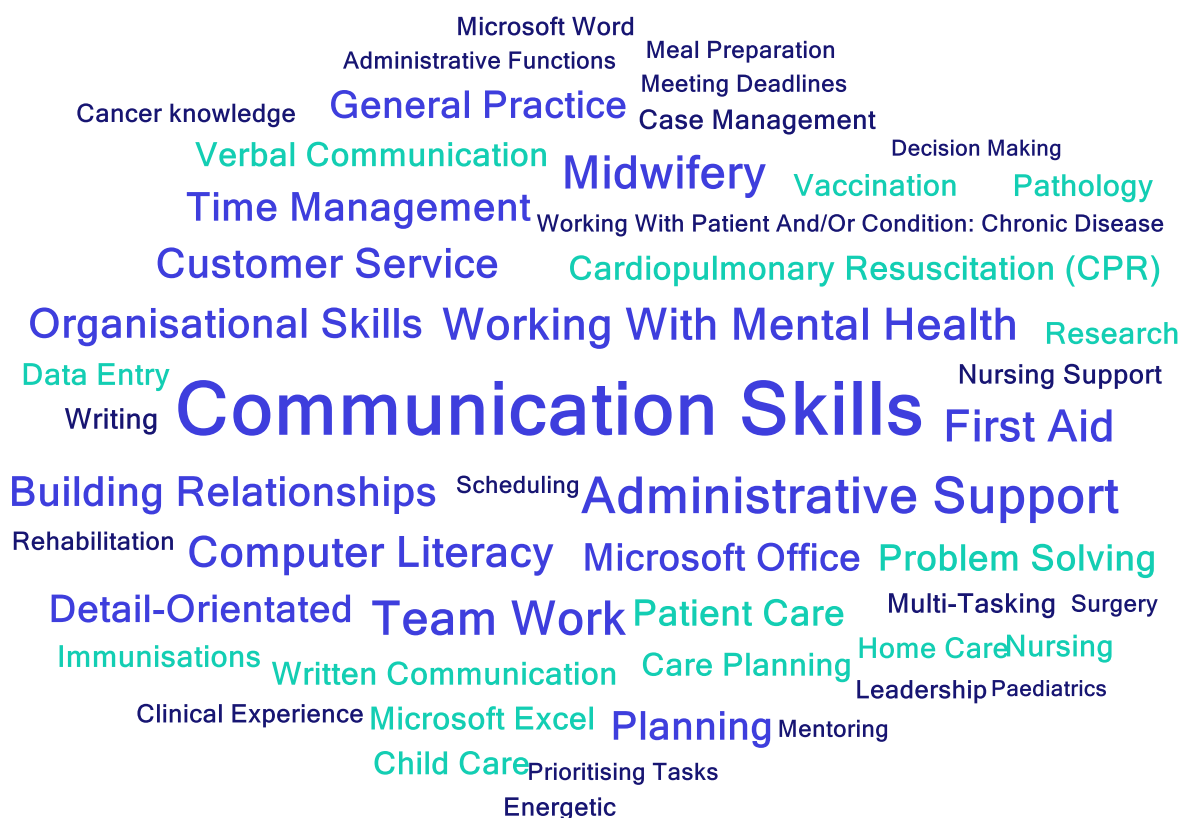 Microsoft Word
Meal Preparation
Administrative Functions
Meeting Deadlines
General Practice
Cancer knowledge
Case Management
Decision Making
Verbal Communication
Midwifery
Vaccination
Pathology
Time Management
Working With Patient And/Or Condition: Chronic Disease
Customer Service
Cardiopulmonary Resuscitation (CPR)
Organisational Skills
Working With Mental Health
Research
Data Entry
Nursing Support
Writing
Communication Skills
First Aid
Building Relationships
Scheduling
Administrative Support
Rehabilitation
Computer Literacy
Microsoft Office
Problem Solving
Detail-Orientated
Team Work
Patient Care
Multi-Tasking
Surgery
Immunisations
Written Communication
Care Planning
Home Care
Nursing
Leadership
Paediatrics
Clinical Experience
Microsoft Excel
Planning
Mentoring
Child Care
Prioritising Tasks
Energetic